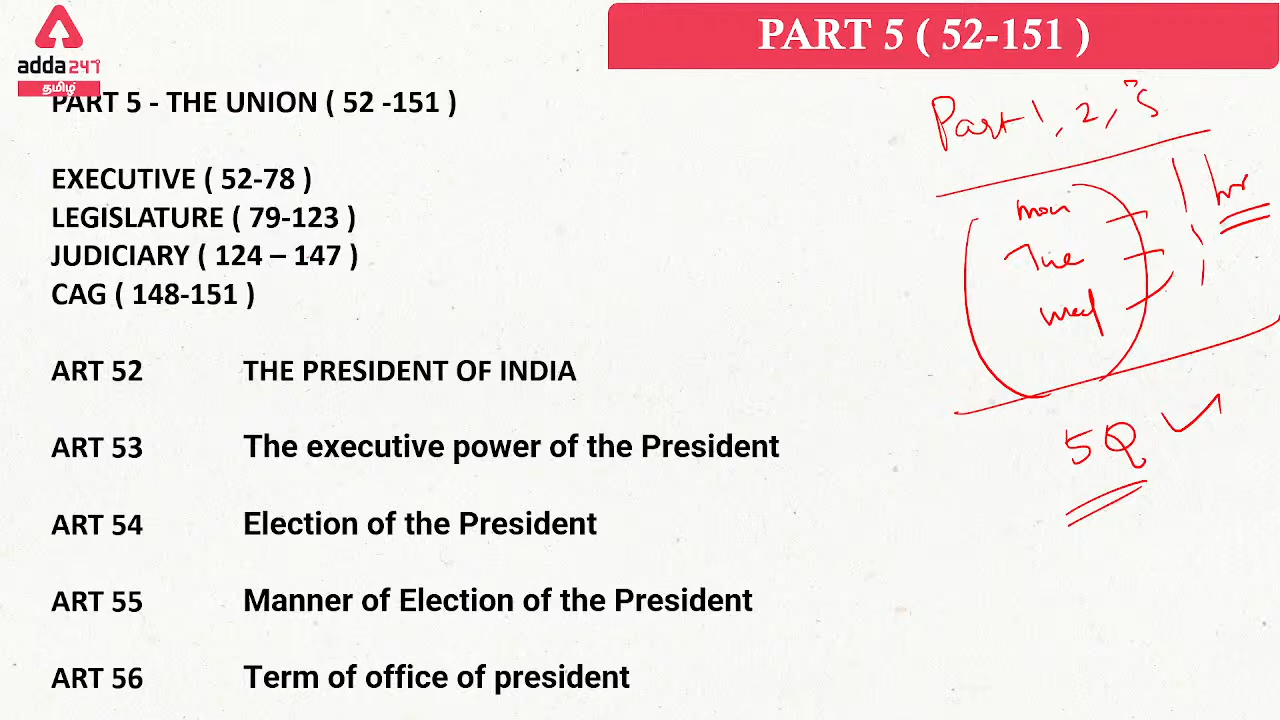 PART 5 ( 52-151 )
adda247
தமிழ்
PART 5 - THE UNION ( 52 -151 )
EXECUTIVE ( 52-78 )
LEGISLATURE ( 79-123 )
JUDICIARY ( 124 – 147 )
CAG ( 148-151 )
ART 52 THE PRESIDENT OF INDIA
ART 53 The executive power of the President
ART 54 Election of the President
ART 55 Manner of Election of the President
ART 56 Term of office of president
Part 1, 2, 5
mon 1 hr
Tue
wed
5Q